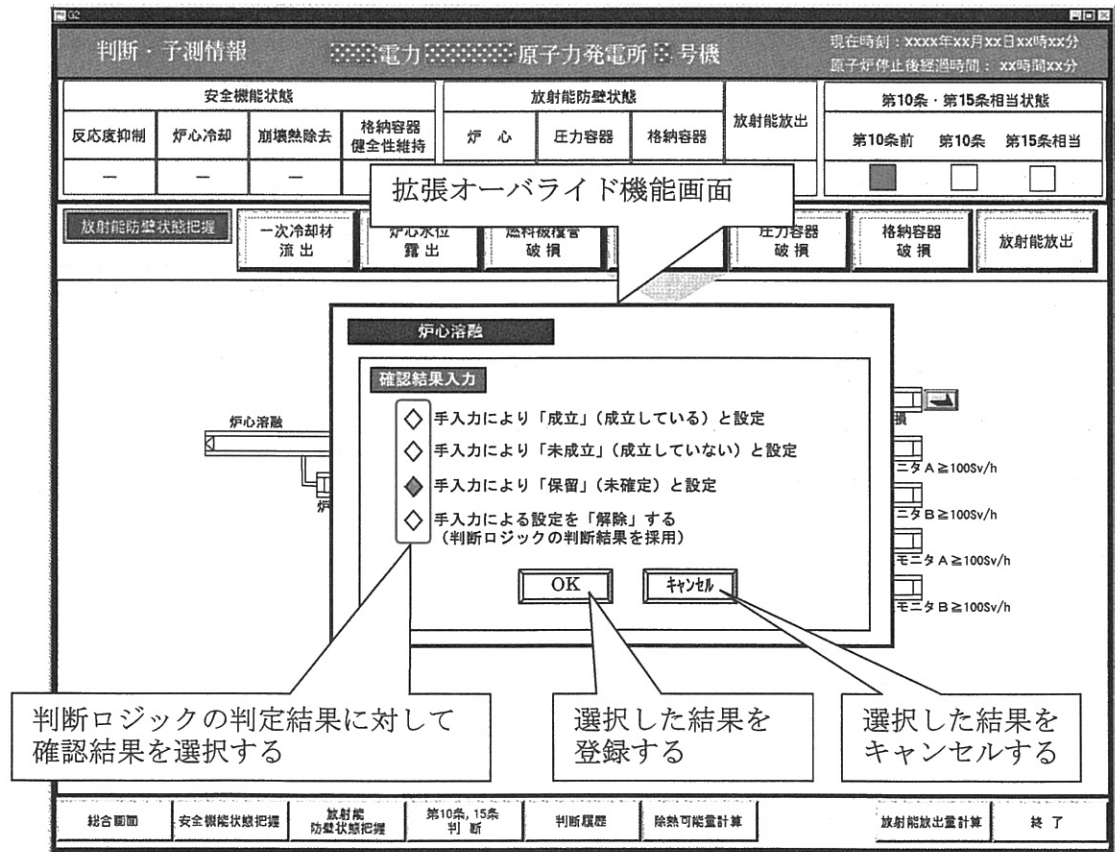 G2
判断・予測情報
電力 原子力発電所 号機
現在時刻：xxxx年xx月xx日xx時xx分
原子炉停止後経過時間： xx時間xx分
安全機能状態
反応度抑制 炉心冷却 崩壊熱除去 格納容器
健全性維持
－ － －
放射能防壁状態
炉 心 圧力容器 格納容器
放射能放出
第10条・第15条相当状態
第10条前 第10条 第15条相当
拡張オーバライド機能画面
放射能防壁状態把握
一次冷却材
流 出
炉心水位
露 出
燃料被覆管
破 損
圧力容器
破 損
格納容器
破 損
放射能放出
炉心溶融
確認結果入力
手入力により「成立」（成立している）と設定
手入力により「未成立」（成立していない）と設定
手入力により「保留」（未確定）と設定
手入力による設定を「解除」する
（判断ロジックの判断結果を採用）
OK キャンセル
炉心溶融
炉
損
ニタA≧100Sv/h
ニタB≧100Sv/h
モニタA≧100Sv/h
モニタB≧100Sv/h
判断ロジックの判定結果に対して
確認結果を選択する
選択した結果を
登録する
選択した結果を
キャンセルする
総合画面 安全機能状態把握 放射能
防壁状態把握 第10条，15条
判 断 判断履歴 除熱可能量計算 放射能放出量計算 終 了